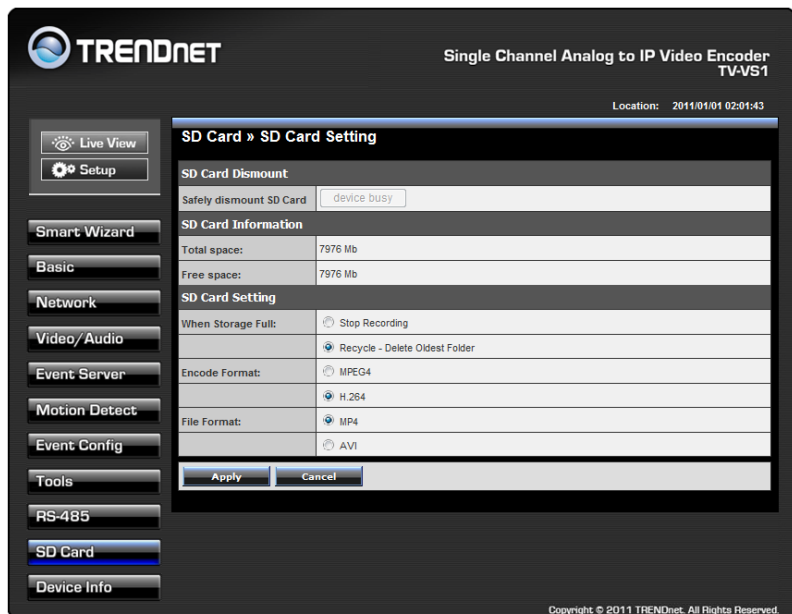 TRENDnet
Single Channel Analog to IP Video Encoder
TV-VS1
Location: 2011/01/01 02:01:43
Live View
Setup
Smart Wizard
Basic
Network
Video/Audio
Event Server
Motion Detect
Event Config
Tools
RS-485
SD Card
Device Info
SD Card » SD Card Setting
SD Card Dismount
Safely dismount SD Card device busy
SD Card Information
Total space: 7976 Mb
Free space: 7976 Mb
SD Card Setting
When Storage Full: Stop Recording
Recycle - Delete Oldest Folder
Encode Format: MPEG4
H.264
File Format: MP4
AVI
Apply Cancel
Copyright © 2011 TRENDnet. All Rights Reserved.